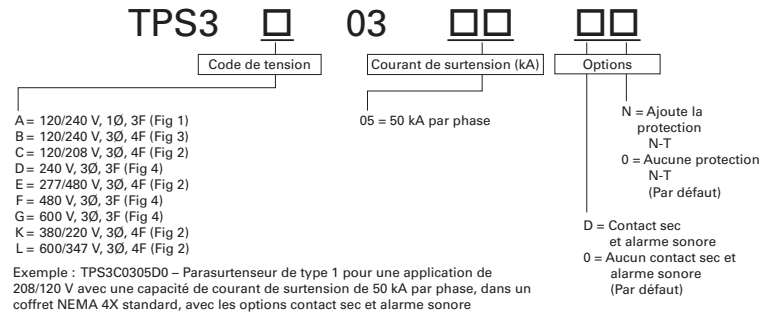 TPS3 □ 03 □□ □□
Code de tension
Courant de surtension (kA)
Options
A = 120/240 V, 1Ø, 3F (Fig 1)
B = 120/240 V, 3Ø, 4F (Fig 3)
C = 120/208 V, 3Ø, 4F (Fig 2)
D = 240 V, 3Ø, 3F (Fig 4)
E = 277/480 V, 3Ø, 4F (Fig 2)
F = 480 V, 3Ø, 3F (Fig 4)
G = 600 V, 3Ø, 3F (Fig 4)
K = 380/220 V, 3Ø, 4F (Fig 2)
L = 600/347 V, 3Ø, 4F (Fig 2)
05 = 50 kA par phase
N = Ajoute la
protection
N-T
0 = Aucune protection
N-T
(Par défaut)
D = Contact sec
et alarme sonore
0 = Aucun contact sec et
alarme sonore
(Par défaut)
Exemple : TPS3C0305D0 – Parasurtenseur de type 1 pour une application de
208/120 V avec une capacité de courant de surtension de 50 kA par phase, dans un
coffret NEMA 4X standard, avec les options contact sec et alarme sonore